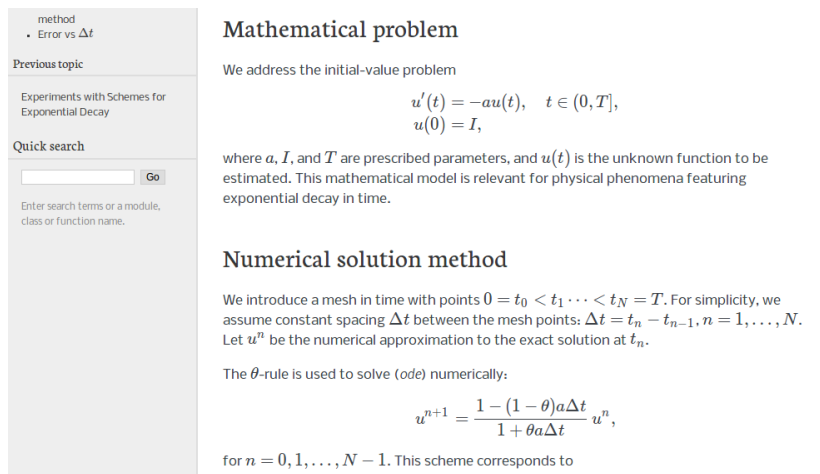 method
• Error vs Δt
Previous topic
Experiments with Schemes for
Exponential Decay
Quick search
Go
Enter search terms or a module,
class or function name.
Mathematical problem
We address the initial-value problem
u′(t) = −au(t), t ∈ (0, T],
u(0) = I,
where a, I, and T are prescribed parameters, and u(t) is the unknown function to be
estimated. This mathematical model is relevant for physical phenomena featuring
exponential decay in time.
Numerical solution method
We introduce a mesh in time with points 0 = t₀ < t₁ ⋯ < t_N = T. For simplicity, we
assume constant spacing Δt between the mesh points: Δt = t_n − t_{n−1}, n = 1, …, N.
Let uⁿ be the numerical approximation to the exact solution at t_n.
The θ-rule is used to solve (ode) numerically:
u^{n+1} = \frac{1 − (1 − θ)aΔt}{1 + θaΔt} uⁿ,
for n = 0, 1, …, N − 1. This scheme corresponds to